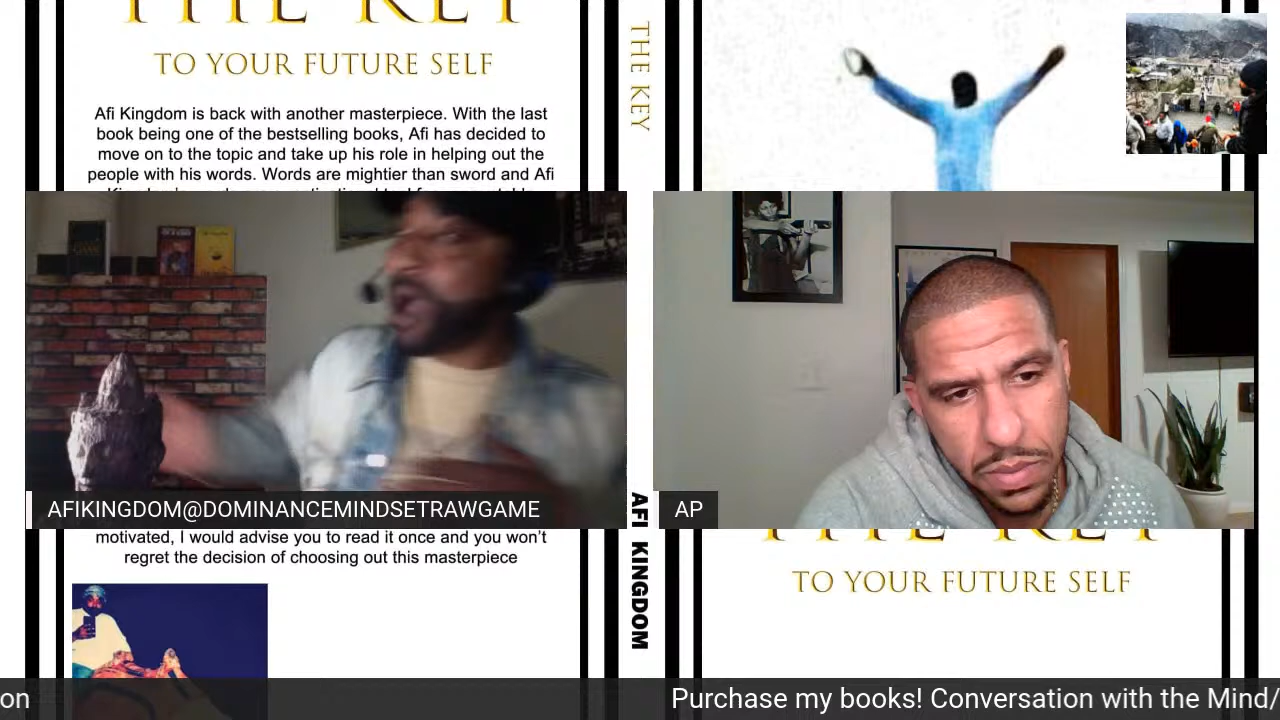 THE KEY
TO YOUR FUTURE SELF
Afi Kingdom is back with another masterpiece. With the last
book being one of the bestselling books, Afi has decided to
move on to the topic and take up his role in helping out the
people with his words. Words are mightier than sword and Afi
motivated, I would advise you to read it once and you won't
regret the decision of choosing out this masterpiece
THE KEY
AFI KINGDOM
THE KEY
TO YOUR FUTURE SELF
AFIKINGDOM@DOMINANCEMINDSETRAWGAME
AP
on
Purchase my books! Conversation with the Mind/